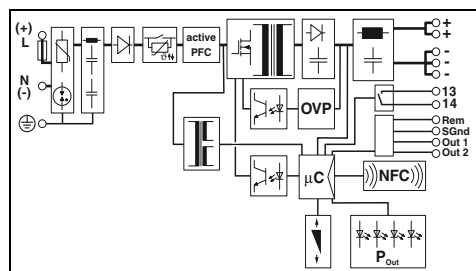 (+)
L
N
(-)
active
PFC
OVP
µC
NFC
P Out
+
+
-
-
-
13
14
Rem
SGnd
Out 1
Out 2
ϑ